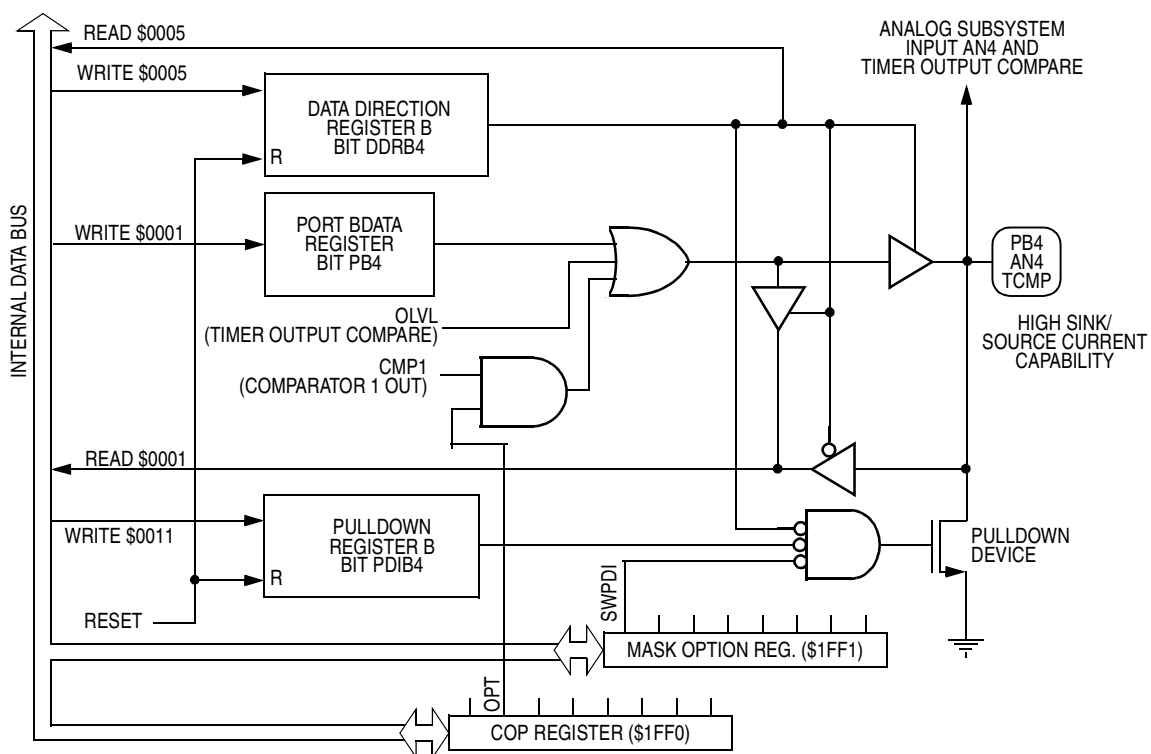 READ $0005
WRITE $0005
DATA DIRECTION
REGISTER B
BIT DDRB4
R
ANALOG SUBSYSTEM
INPUT AN4 AND
TIMER OUTPUT COMPARE
INTERNAL DATA BUS
WRITE $0001
PORT BDATA
REGISTER
BIT PB4
OLVL
(TIMER OUTPUT COMPARE)
CMP1
(COMPARATOR 1 OUT)
PB4
AN4
TCMP
HIGH SINK/
SOURCE CURRENT
CAPABILITY
READ $0001
WRITE $0011
PULLDOWN
REGISTER B
BIT PDIB4
R
RESET
PULLDOWN
DEVICE
SWPDI
MASK OPTION REG. ($1FF1)
OPT
COP REGISTER ($1FF0)